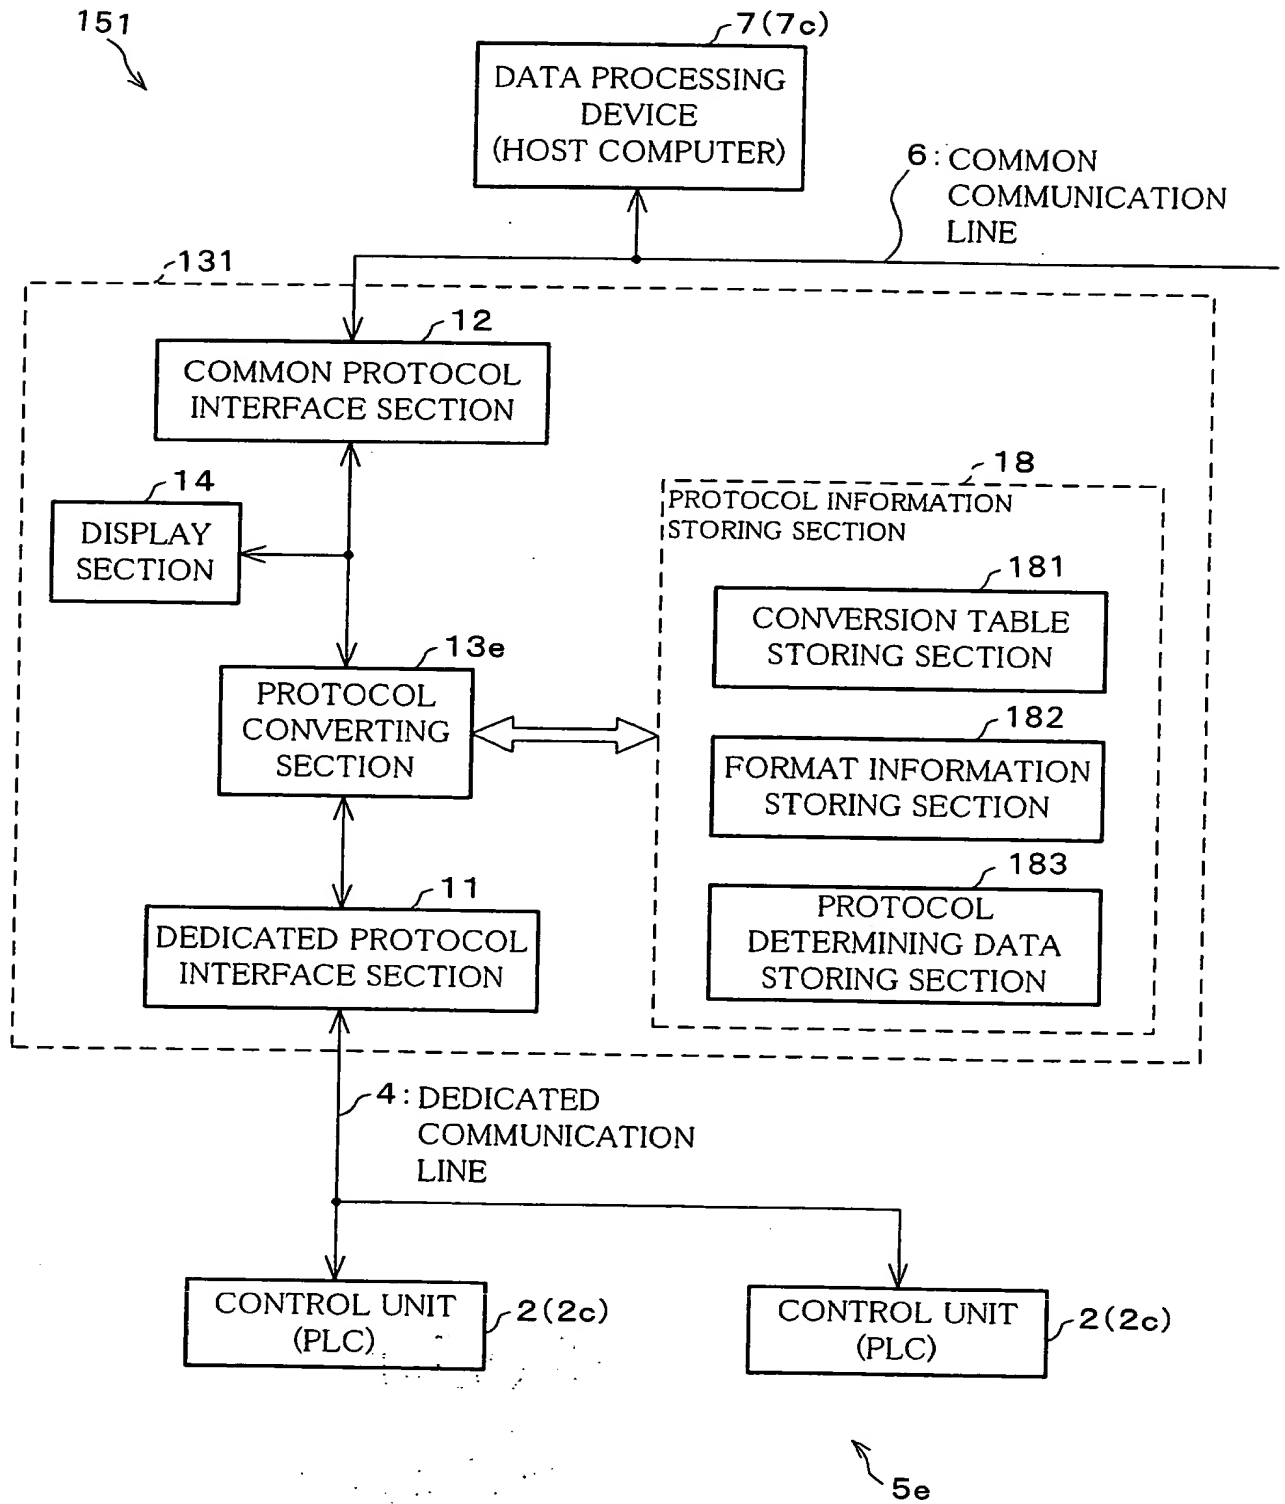 151
7(7c)
DATA PROCESSING
DEVICE
(HOST COMPUTER)
6: COMMON
COMMUNICATION
LINE
131
12
COMMON PROTOCOL
INTERFACE SECTION
14
DISPLAY
SECTION
18
PROTOCOL INFORMATION
STORING SECTION
181
CONVERSION TABLE
STORING SECTION
13e
PROTOCOL
CONVERTING
SECTION
182
FORMAT INFORMATION
STORING SECTION
183
PROTOCOL
DETERMINING DATA
STORING SECTION
11
DEDICATED PROTOCOL
INTERFACE SECTION
4: DEDICATED
COMMUNICATION
LINE
CONTROL UNIT
(PLC)
2(2c)
CONTROL UNIT
(PLC)
2(2c)
5e